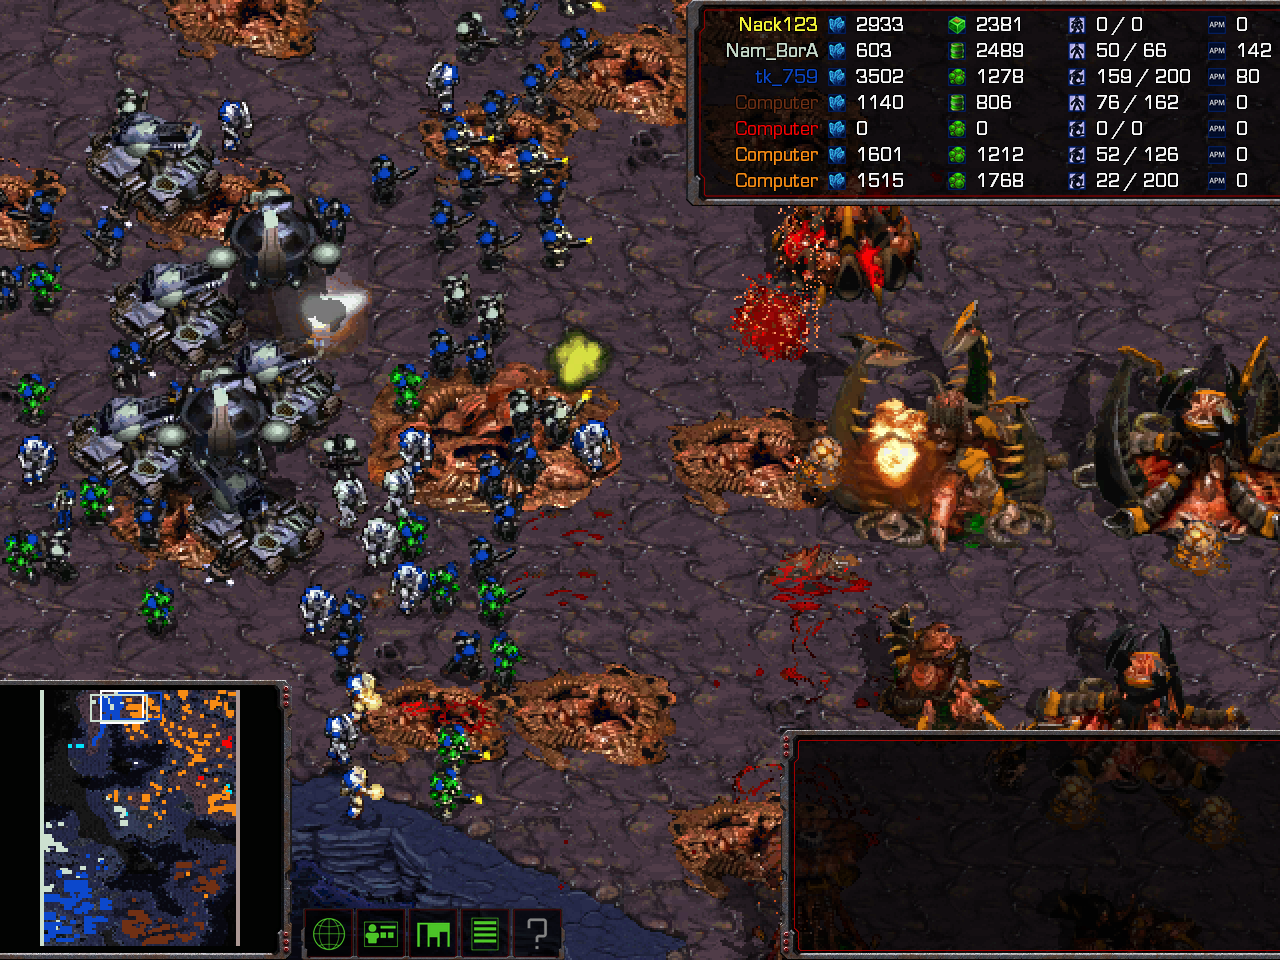 Nack123 2933 2381 0/0 APM 0
Nam_BorA 603 2489 50/66 APM 142
tk_759 3502 1278 159/200 APM 80
Computer 1140 806 76/162 APM 0
Computer 0 0 0/0 APM 0
Computer 1601 1212 52/126 APM 0
Computer 1515 1768 22/200 APM 0
?